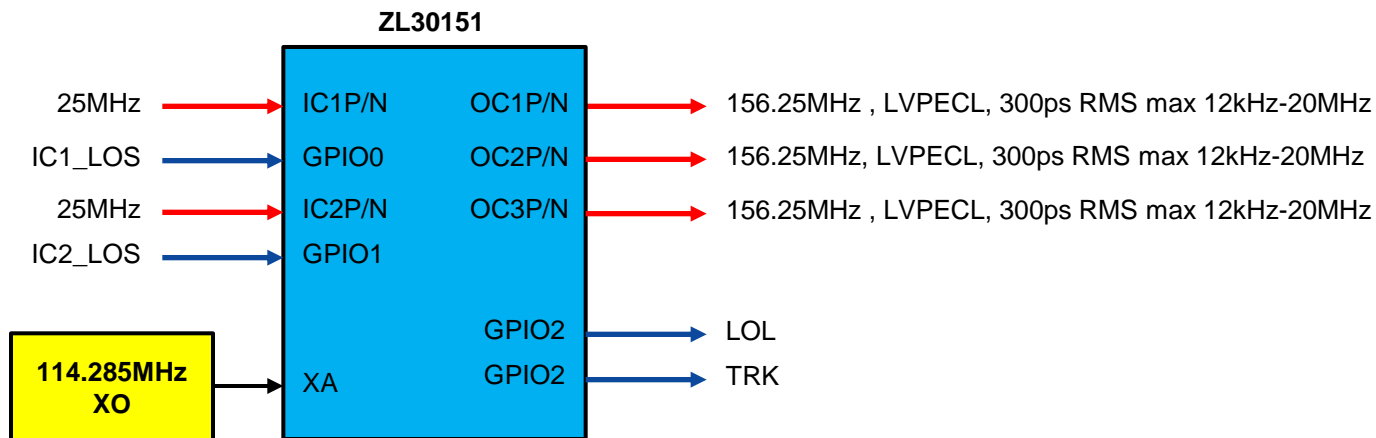 ZL30151
25MHz
IC1P/N
OC1P/N
156.25MHz , LVPECL, 300ps RMS max 12kHz-20MHz
IC1_LOS
GPIO0
OC2P/N
156.25MHz, LVPECL, 300ps RMS max 12kHz-20MHz
25MHz
IC2P/N
OC3P/N
156.25MHz , LVPECL, 300ps RMS max 12kHz-20MHz
IC2_LOS
GPIO1
GPIO2
LOL
114.285MHz
XO
XA
GPIO2
TRK